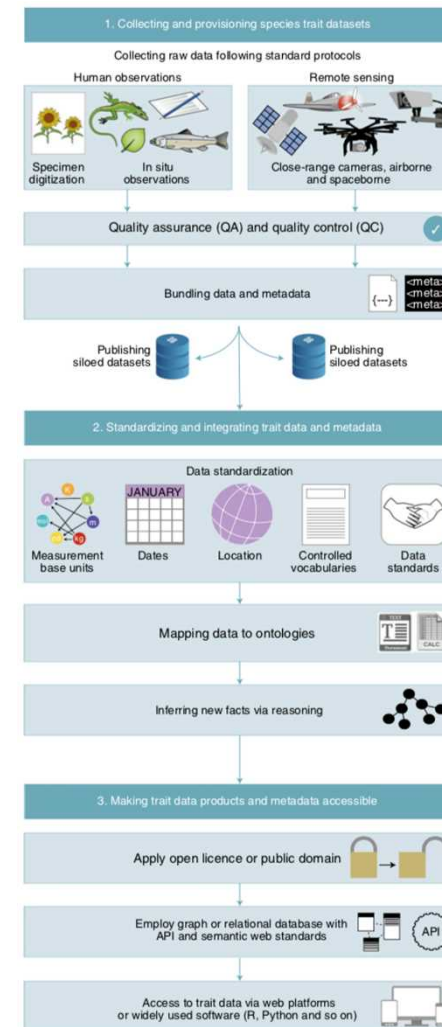 1. Collecting and provisioning species trait datasets
Collecting raw data following standard protocols
Human observations
Remote sensing
Specimen
digitization
In situ
observations
Close-range cameras, airborne
and spaceborne
Quality assurance (QA) and quality control (QC)
Bundling data and metadata
{---}
<meta>
<meta>
<meta>
Publishing
siloed datasets
Publishing
siloed datasets
2. Standardizing and integrating trait data and metadata
Data standardization
K
A
s
m
kg
JANUARY
Measurement
base units
Dates
Location
Controlled
vocabularies
Data
standards
Mapping data to ontologies
TEXT
T
CALC
Inferring new facts via reasoning
3. Making trait data products and metadata accessible
Apply open licence or public domain
Employ graph or relational database with
API and semantic web standards
API
Access to trait data via web platforms
or widely used software (R, Python and so on)